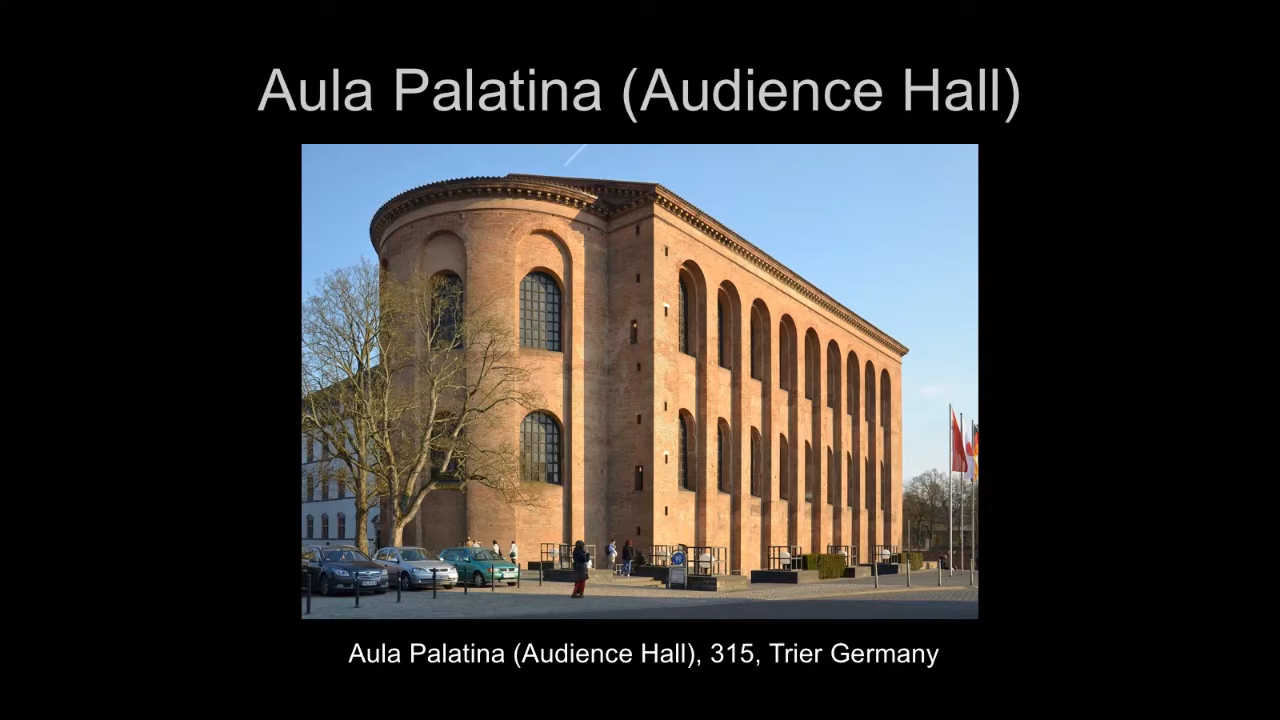 Aula Palatina (Audience Hall)
Aula Palatina (Audience Hall), 315, Trier Germany